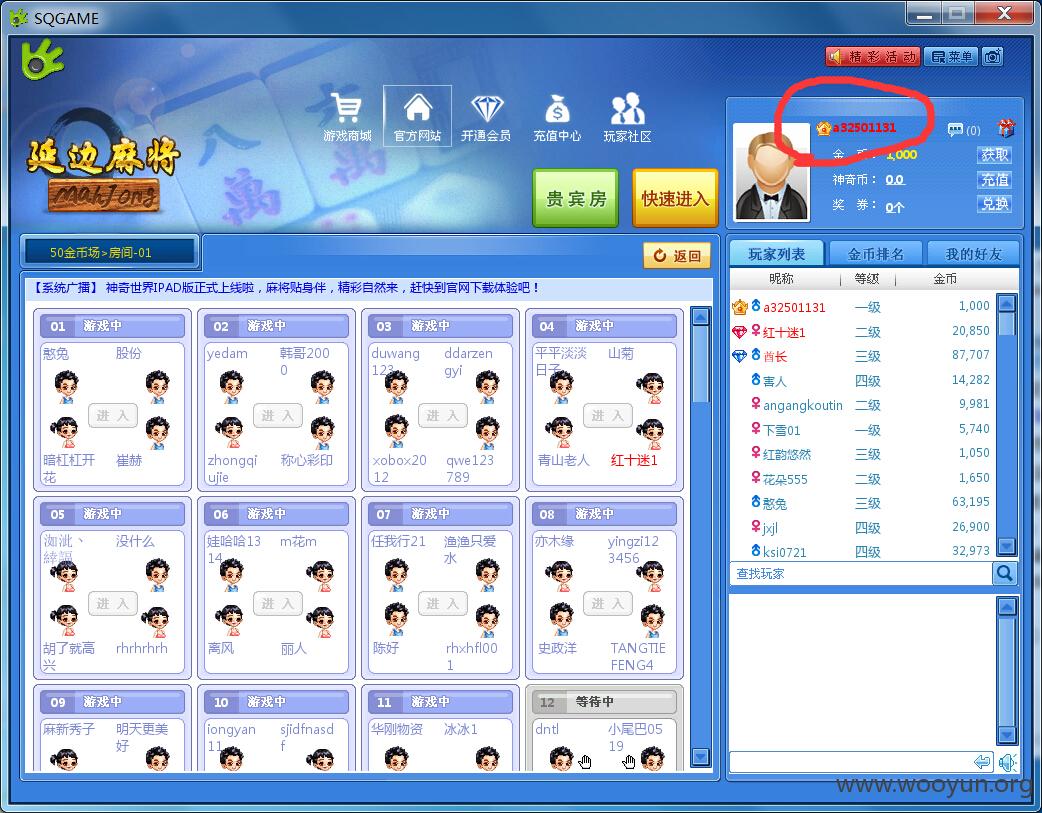 SQGAME
精彩活动
菜单
延边麻将
MahJong
游戏商城
官方网站
开通会员
充值中心
玩家社区
贵宾房
快速进入
a32501131
(0)
金 币： 1,000
获取
神奇币： 0.0
充值
奖 券： 0个
兑换
50金币场>房间-01
返回
【系统广播】 神奇世界IPAD版正式上线啦，麻将贴身伴，精彩自然来，赶快到官网下载体验吧！
01 游戏中
憨兔 股份
进 入
暗杠杠开花 崔赫
02 游戏中
yedam 韩哥2000
进 入
zhongqiujie 称心彩印
03 游戏中
duwang123 ddarzengyi
进 入
xobox2012 qwe123789
04 游戏中
平平淡淡日子 山菊
进 入
青山老人 红十迷1
05 游戏中
没什么
进 入
胡了就高兴 rhrhrhrh
06 游戏中
娃哈哈1314 m花m
进 入
离风 丽人
07 游戏中
任我行21 渔渔只爱水
进 入
陈好 rhxhfl001
08 游戏中
亦木缘 yingzi123456
进 入
史政洋 TANGTIEFENG4
09 游戏中
麻新秀子 明天更美好
10 游戏中
iongyan11 sjidfnasdf
11 游戏中
华刚物资 冰冰1
12 等待中
dntl 小尾巴0519
玩家列表 金币排名 我的好友
昵称 等级 金币
a32501131 一级 1,000
红十迷1 二级 20,850
酋长 三级 87,707
害人 四级 14,282
angangkoutin 二级 9,981
下雪01 一级 5,740
红韵悠然 三级 1,050
花朵555 二级 1,650
憨兔 三级 63,195
jxjl 四级 26,900
ksi0721 四级 32,973
查找玩家
www.wooyun.org